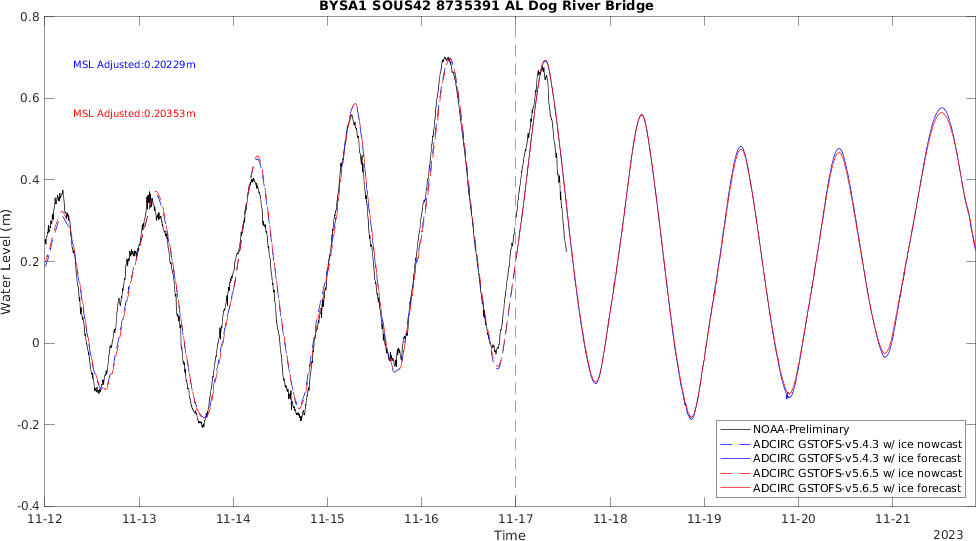 BYSA1 SOUS42 8735391 AL Dog River Bridge
0.8
MSL Adjusted:0.20229m
0.6
MSL Adjusted:0.20353m
0.4
Water Level (m)
0.2
0
-0.2
-0.4
NOAA-Preliminary
ADCIRC GSTOFS-v5.4.3 w/ ice nowcast
ADCIRC GSTOFS-v5.4.3 w/ ice forecast
ADCIRC GSTOFS-v5.6.5 w/ ice nowcast
ADCIRC GSTOFS-v5.6.5 w/ ice forecast
11-12 11-13 11-14 11-15 11-16 11-17 11-18 11-19 11-20 11-21
Time
2023